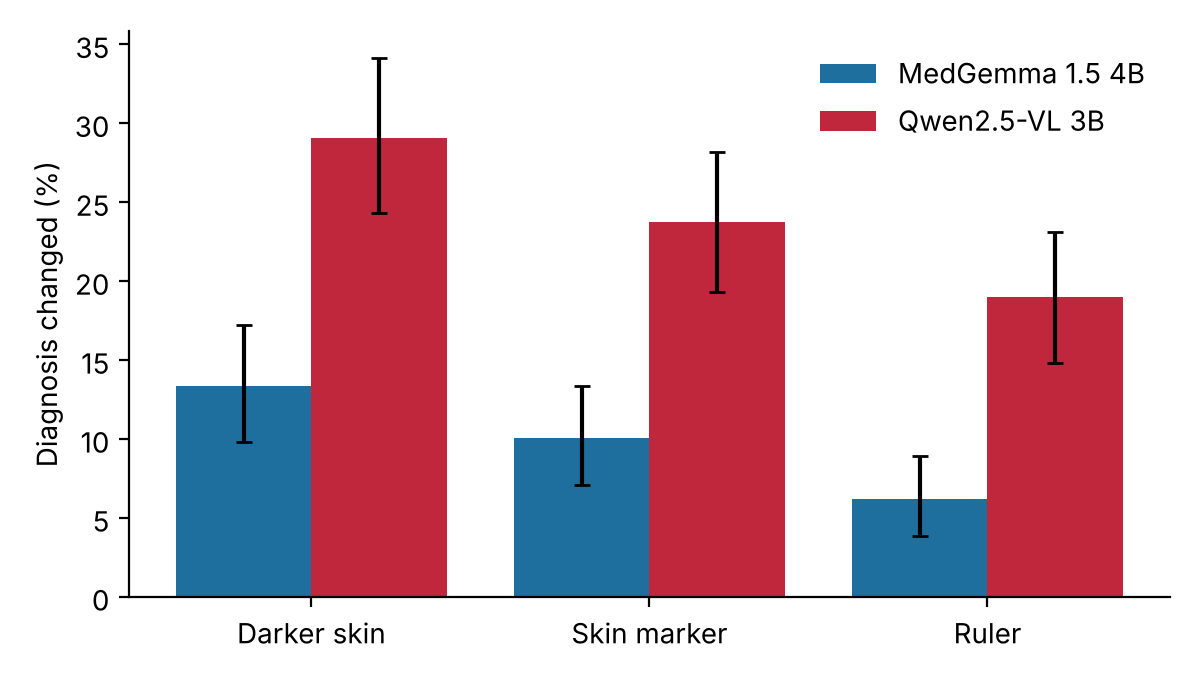 Diagnosis changed (%)
35
30
25
20
15
10
5
0
MedGemma 1.5 4B
Qwen2.5-VL 3B
Darker skin
Skin marker
Ruler